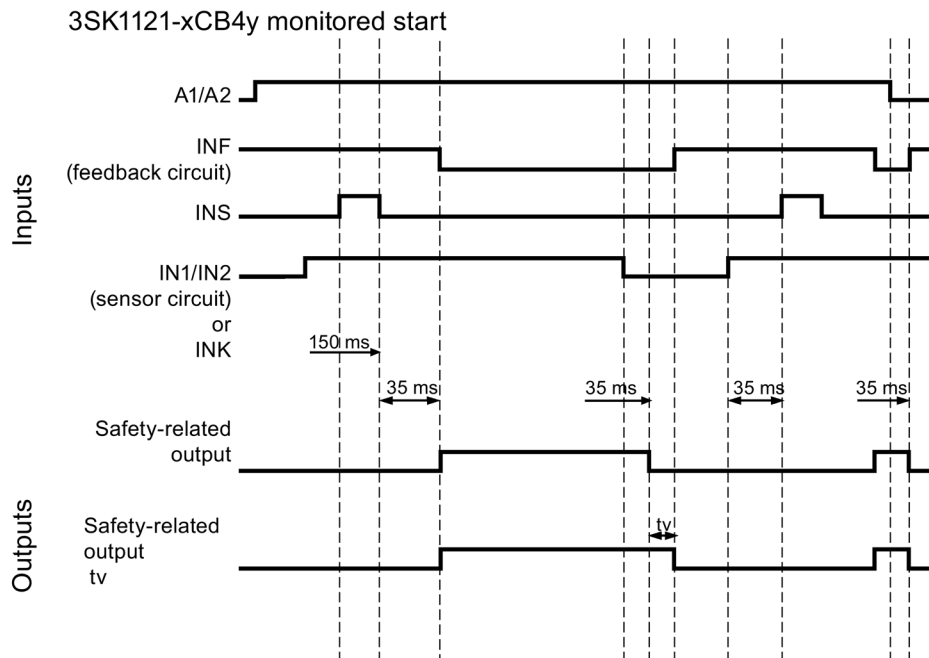 3SK1121-xCB4y monitored start
A1/A2
INF
(feedback circuit)
INS
IN1/IN2
(sensor circuit)
or
INK
Inputs
150 ms
35 ms
35 ms
35 ms
35 ms
Safety-related
output
tv
Safety-related
output
tv
Outputs